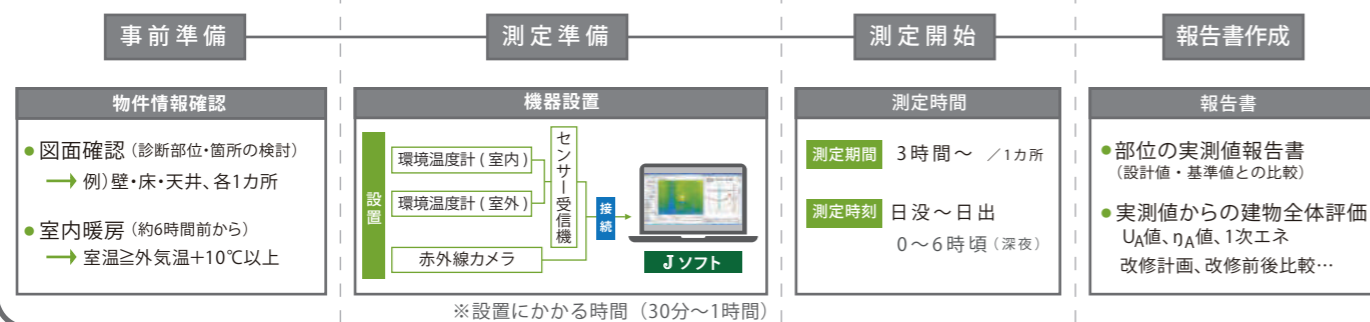 事前準備
測定準備
測定開始
報告書作成
物件情報確認
●図面確認（診断部位・箇所の検討）
→ 例）壁・床・天井、各1カ所
●室内暖房（約6時間前から）
→ 室温≧外気温＋10℃以上
機器設置
設置
環境温度計(室内)
環境温度計(室外)
赤外線カメラ
センサー受信機
接続
Jソフト
※設置にかかる時間（30分〜1時間）
測定時間
測定期間 3時間〜 ／1カ所
測定時刻 日没〜日出
0〜6時頃（深夜）
報告書
●部位の実測値報告書
（設計値・基準値との比較）
●実測値からの建物全体評価
UA値、ηA値、1次エネ
改修計画、改修前後比較…